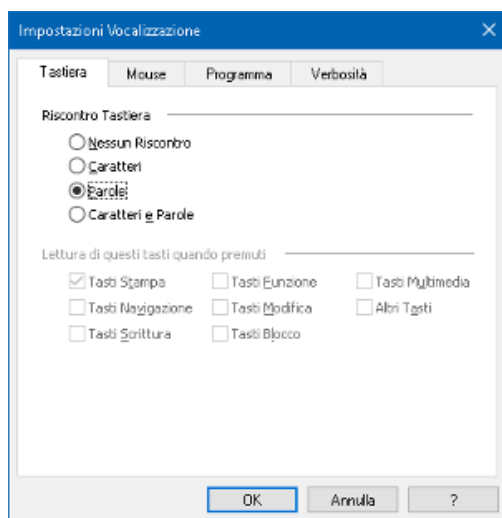 Impostazioni Vocalizzazione
Tastiera Mouse Programma Verbosità
Riscontro Tastiera
Nessun Riscontro
Caratteri
Parole
Caratteri e Parole
Lettura di questi tasti quando premuti
Tasti Stampa Tasti Funzione Tasti Multimedia
Tasti Navigazione Tasti Modifica Altri Tasti
Tasti Scrittura Tasti Blocco
OK Annulla ?